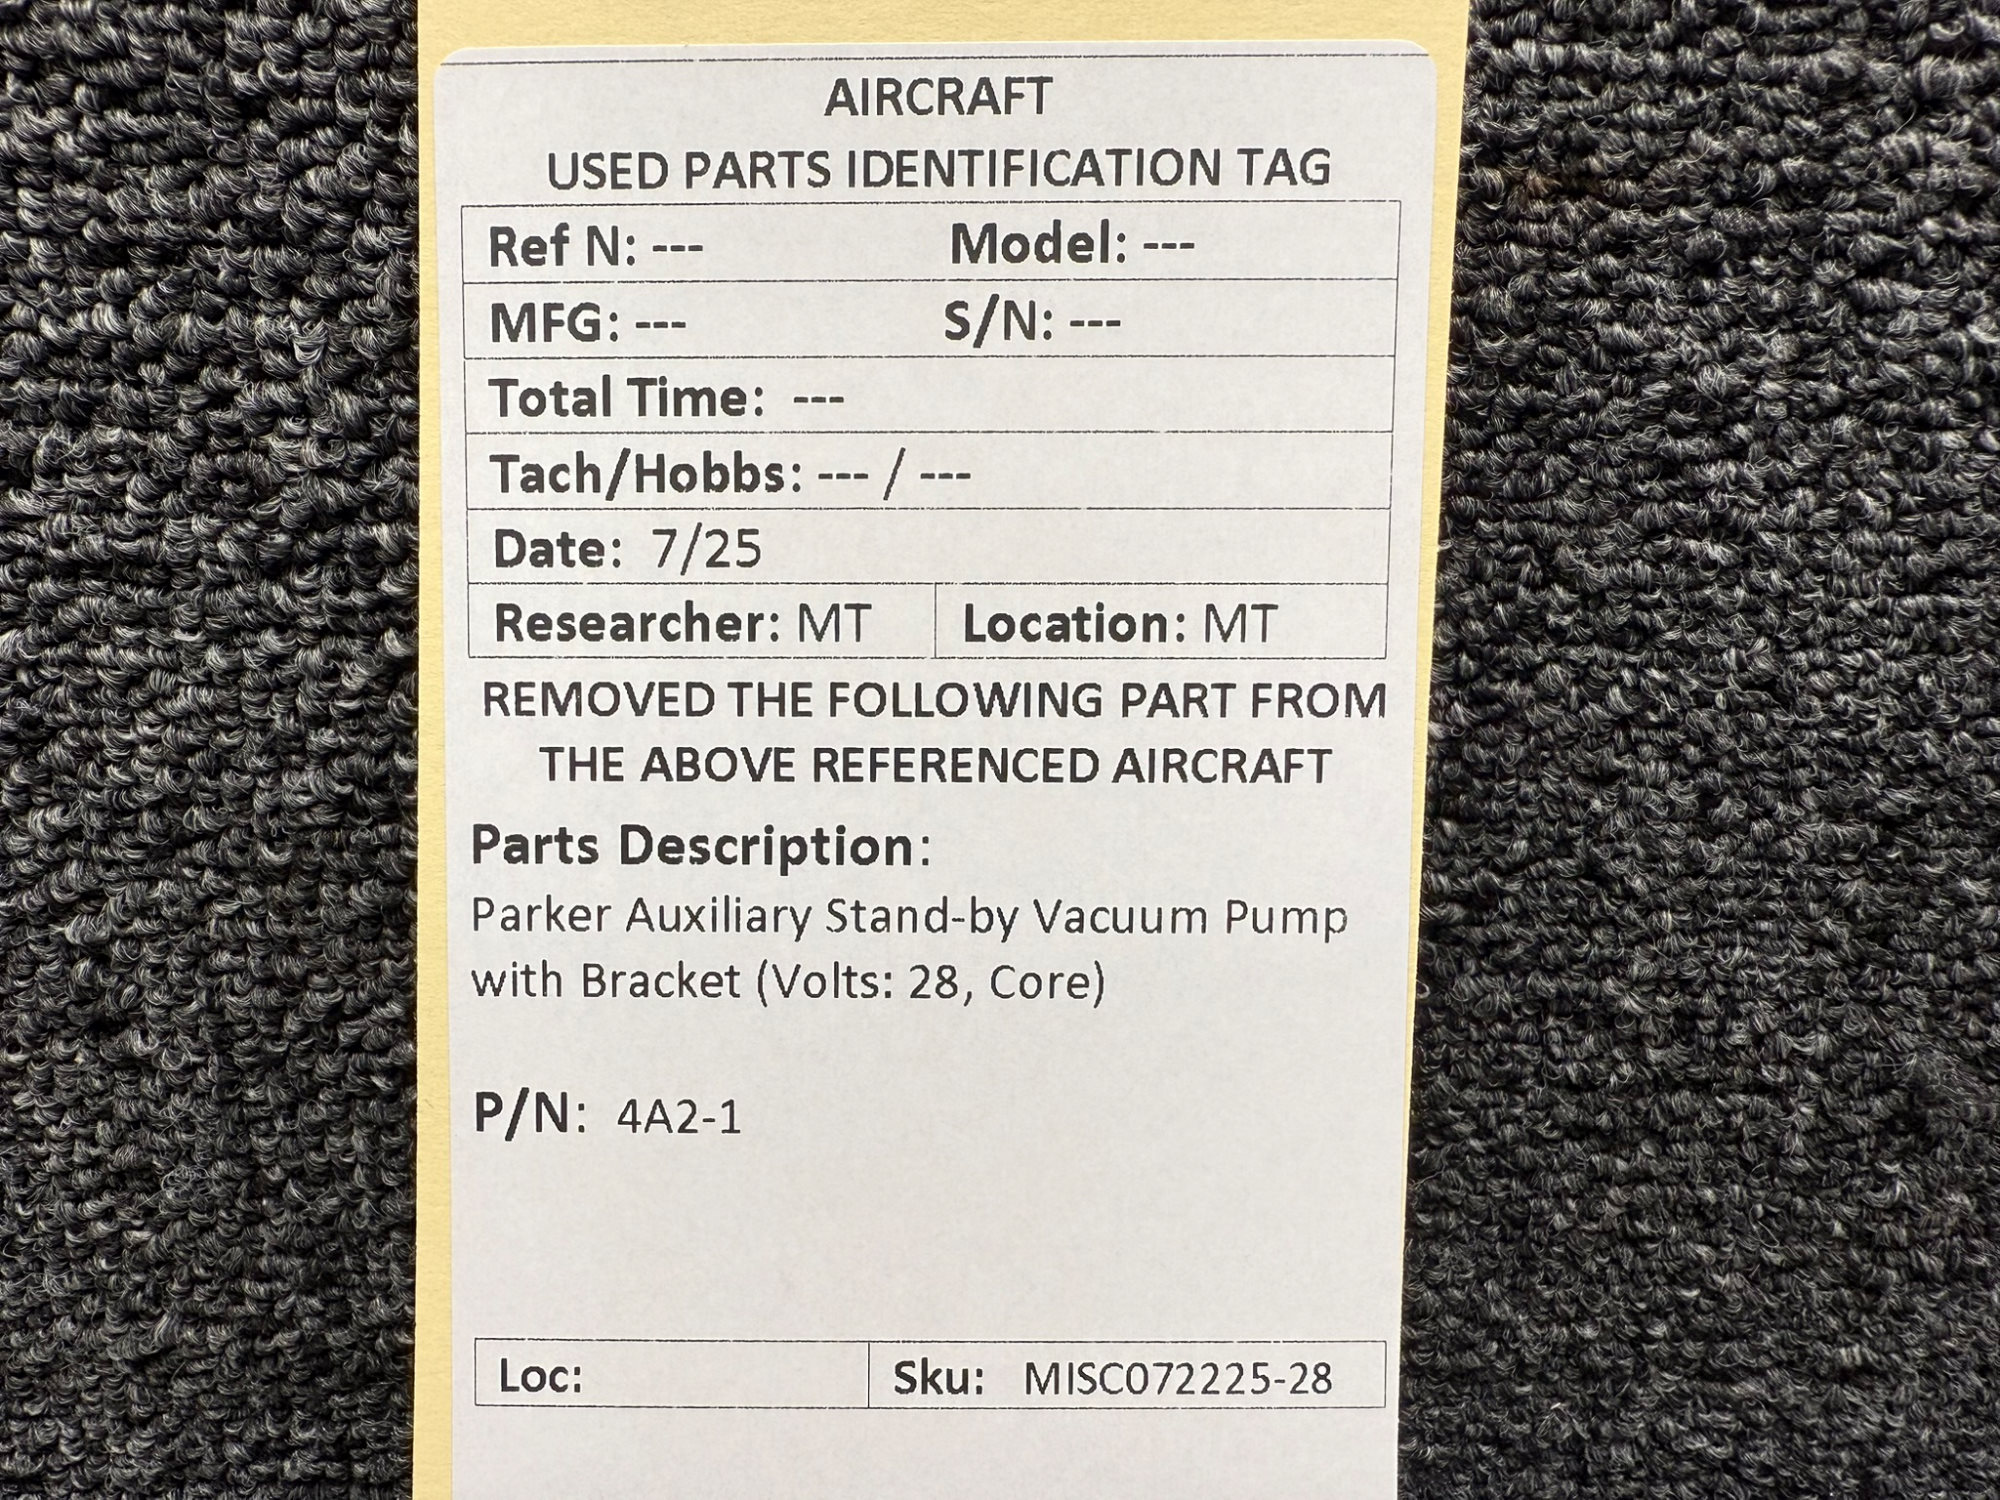 AIRCRAFT
USED PARTS IDENTIFICATION TAG
Ref N: --- Model: ---
MFG: --- S/N: ---
Total Time: ---
Tach/Hobbs: --- / ---
Date: 7/25
Researcher: MT Location: MT
REMOVED THE FOLLOWING PART FROM
THE ABOVE REFERENCED AIRCRAFT
Parts Description:
Parker Auxiliary Stand-by Vacuum Pump
with Bracket (Volts: 28, Core)
P/N: 4A2-1
Loc: Sku: MISC072225-28